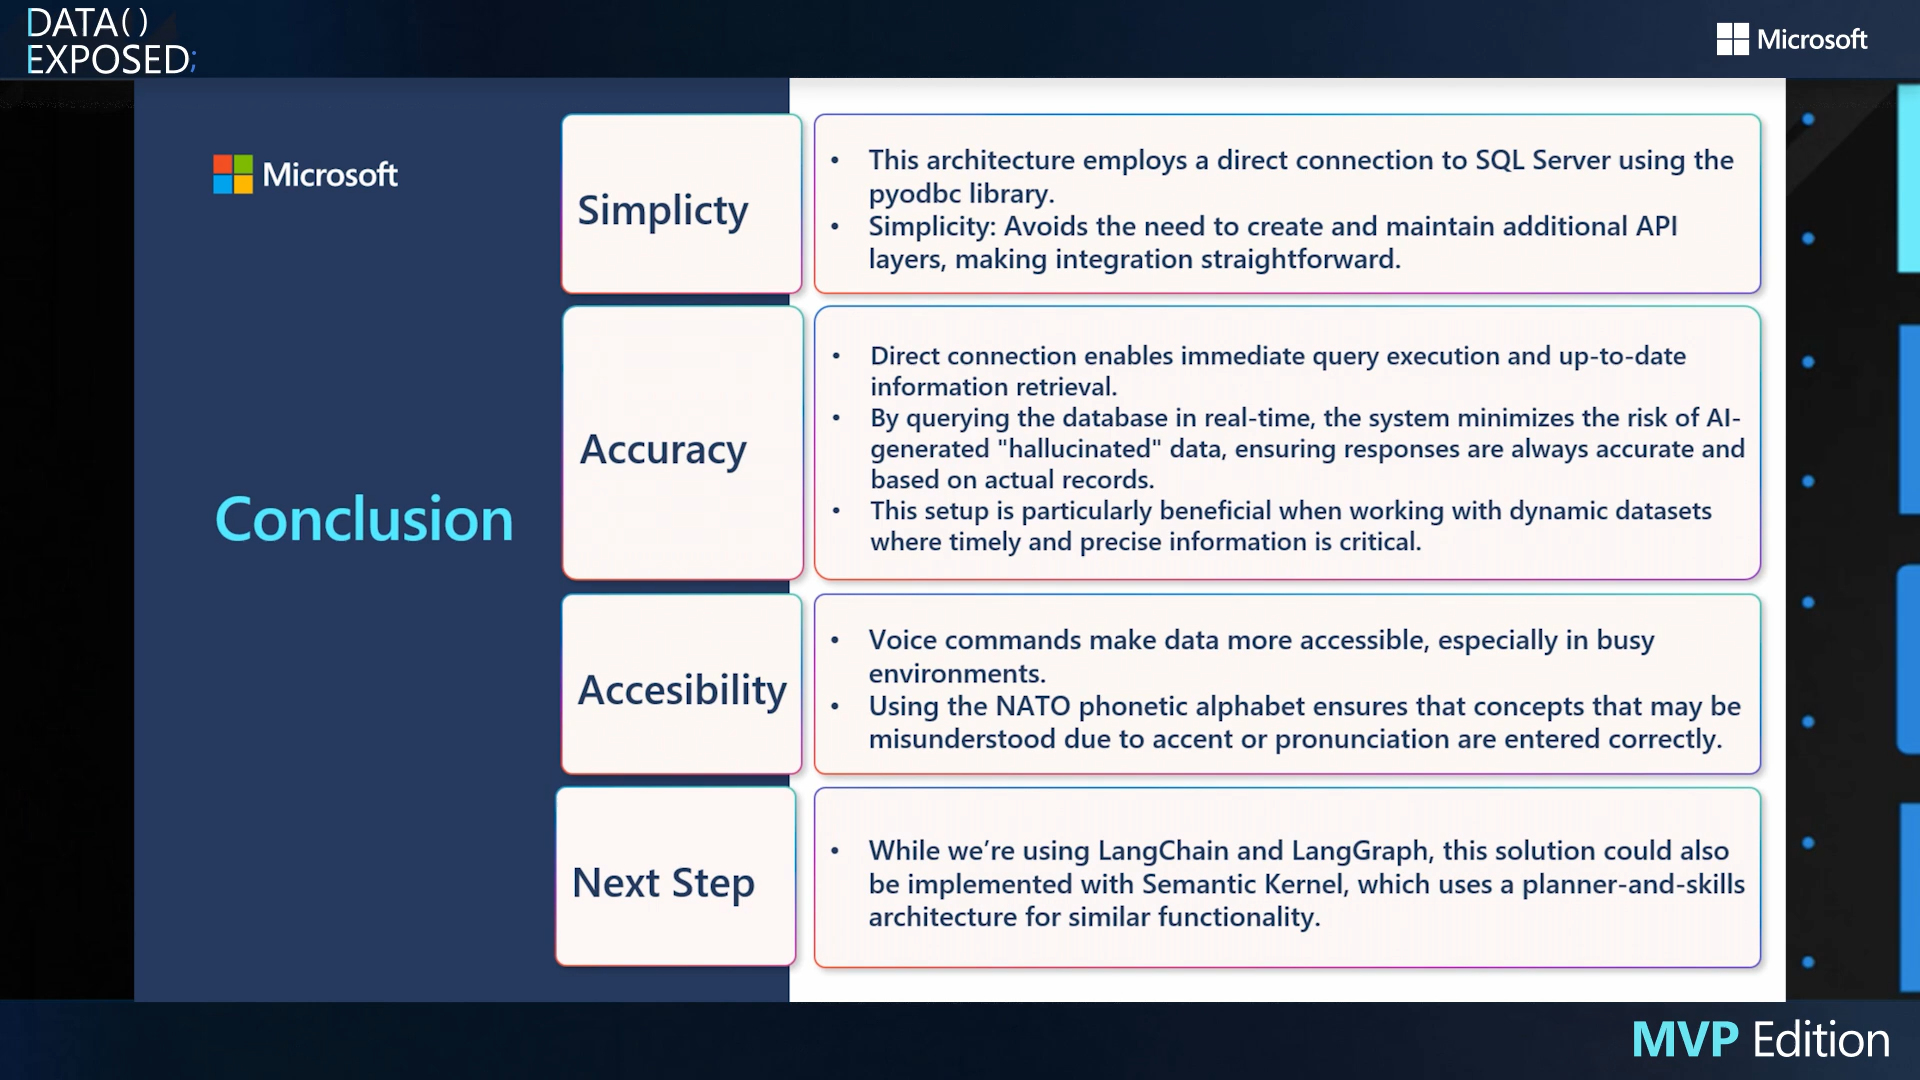 DATA()
EXPOSED;
Microsoft
Microsoft
Conclusion
Simplicty
• This architecture employs a direct connection to SQL Server using the
pyodbc library.
• Simplicity: Avoids the need to create and maintain additional API
layers, making integration straightforward.
Accuracy
• Direct connection enables immediate query execution and up-to-date
information retrieval.
• By querying the database in real-time, the system minimizes the risk of AI-
generated "hallucinated" data, ensuring responses are always accurate and
based on actual records.
• This setup is particularly beneficial when working with dynamic datasets
where timely and precise information is critical.
Accesibility
• Voice commands make data more accessible, especially in busy
environments.
• Using the NATO phonetic alphabet ensures that concepts that may be
misunderstood due to accent or pronunciation are entered correctly.
Next Step
• While we’re using LangChain and LangGraph, this solution could also
be implemented with Semantic Kernel, which uses a planner-and-skills
architecture for similar functionality.
MVP Edition